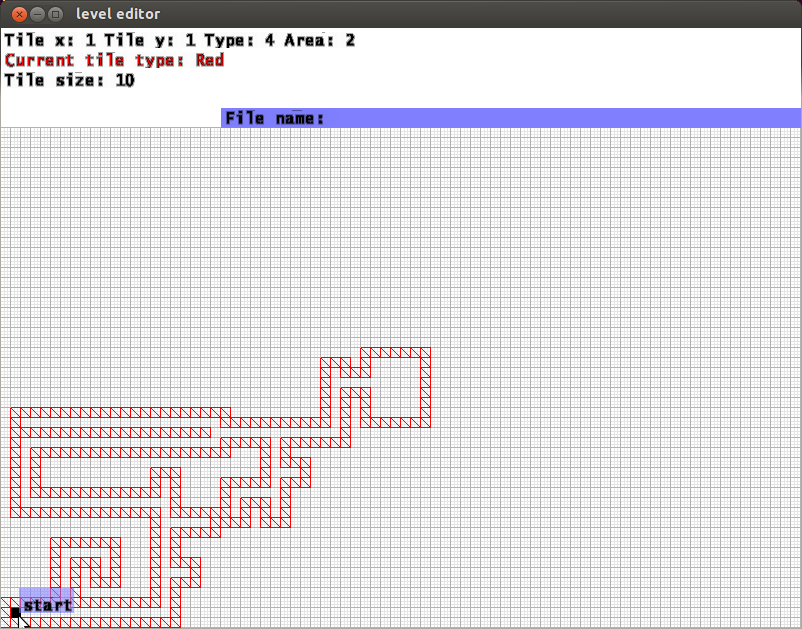 level editor
Tile x: 1 Tile y: 1 Type: 4 Area: 2
Current tile type: Red
Tile size: 10
File name:
start